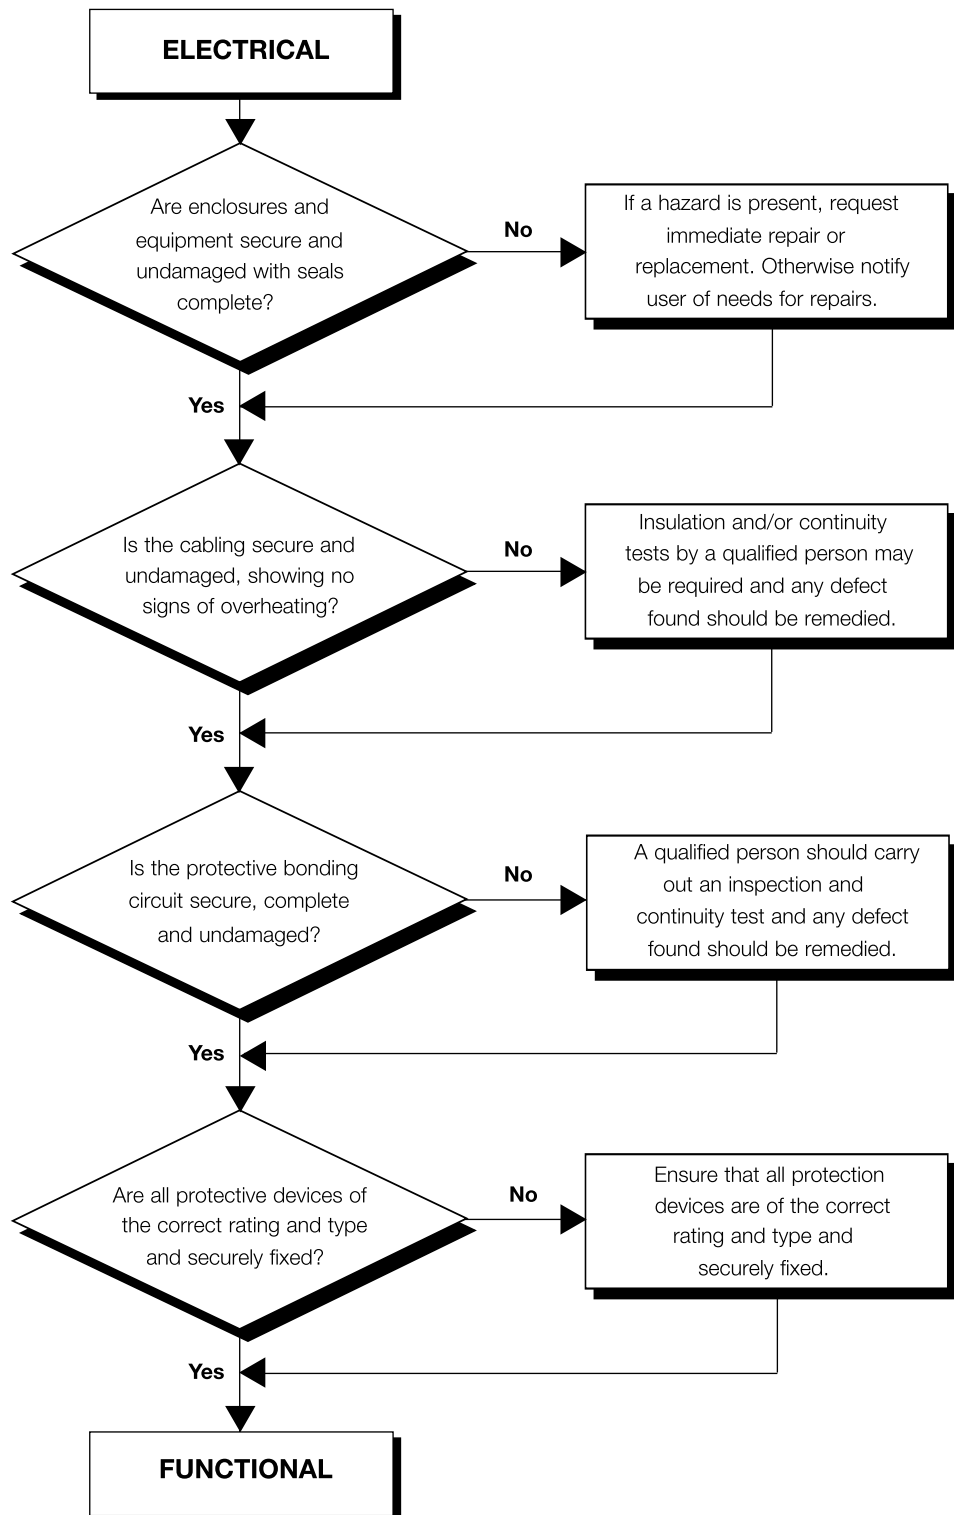 ELECTRICAL
Are enclosures and
equipment secure and
undamaged with seals
complete?
No
If a hazard is present, request
immediate repair or
replacement. Otherwise notify
user of needs for repairs.
Yes
Is the cabling secure and
undamaged, showing no
signs of overheating?
No
Insulation and/or continuity
tests by a qualified person may
be required and any defect
found should be remedied.
Yes
Is the protective bonding
circuit secure, complete
and undamaged?
No
A qualified person should carry
out an inspection and
continuity test and any defect
found should be remedied.
Yes
Are all protective devices of
the correct rating and type
and securely fixed?
No
Ensure that all protection
devices are of the correct
rating and type and
securely fixed.
Yes
FUNCTIONAL